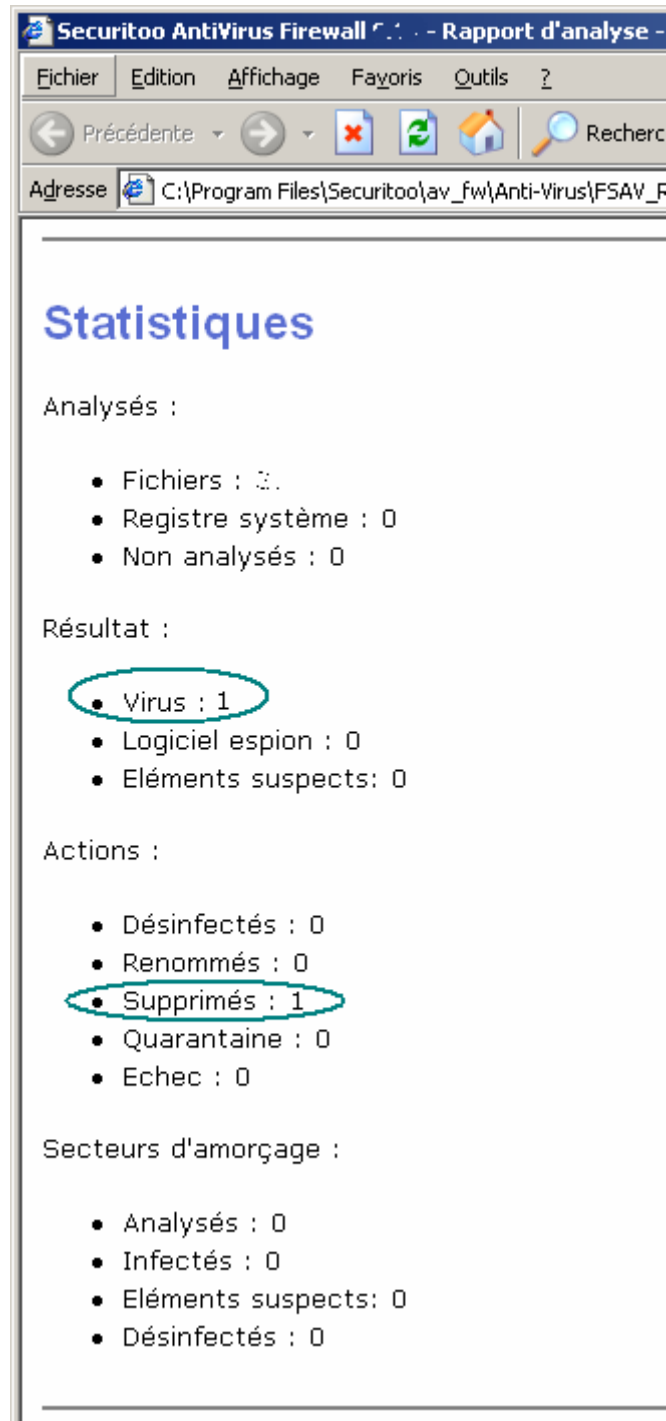 Securitoo AntiVirus Firewall - Rapport d'analyse -
Fichier Edition Affichage Favoris Outils ?
Précédente Recherc
Adresse C:\Program Files\Securitoo\av_fw\Anti-Virus\FSAV_R
Statistiques
Analysés :
• Fichiers :
• Registre système : 0
• Non analysés : 0
Résultat :
• Virus : 1
• Logiciel espion : 0
• Eléments suspects: 0
Actions :
• Désinfectés : 0
• Renommés : 0
• Supprimés : 1
• Quarantaine : 0
• Echec : 0
Secteurs d'amorçage :
• Analysés : 0
• Infectés : 0
• Eléments suspects: 0
• Désinfectés : 0